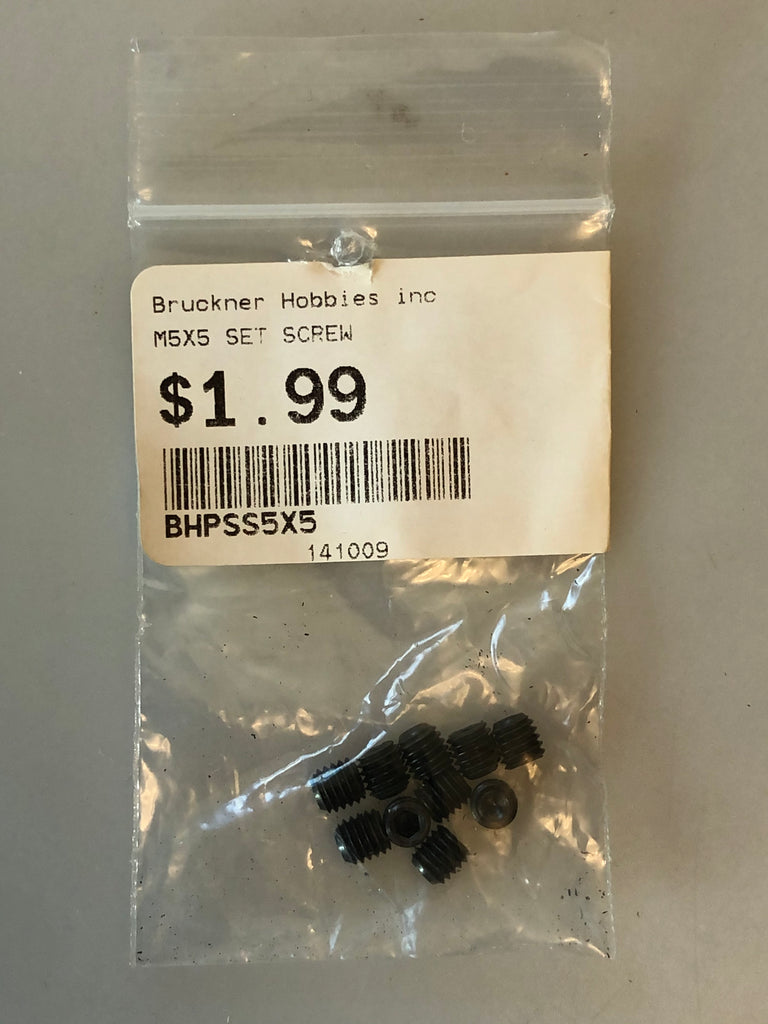 Bruckner Hobbies inc
M5X5 SET SCREW
$1.99
BHPSS5X5
141009